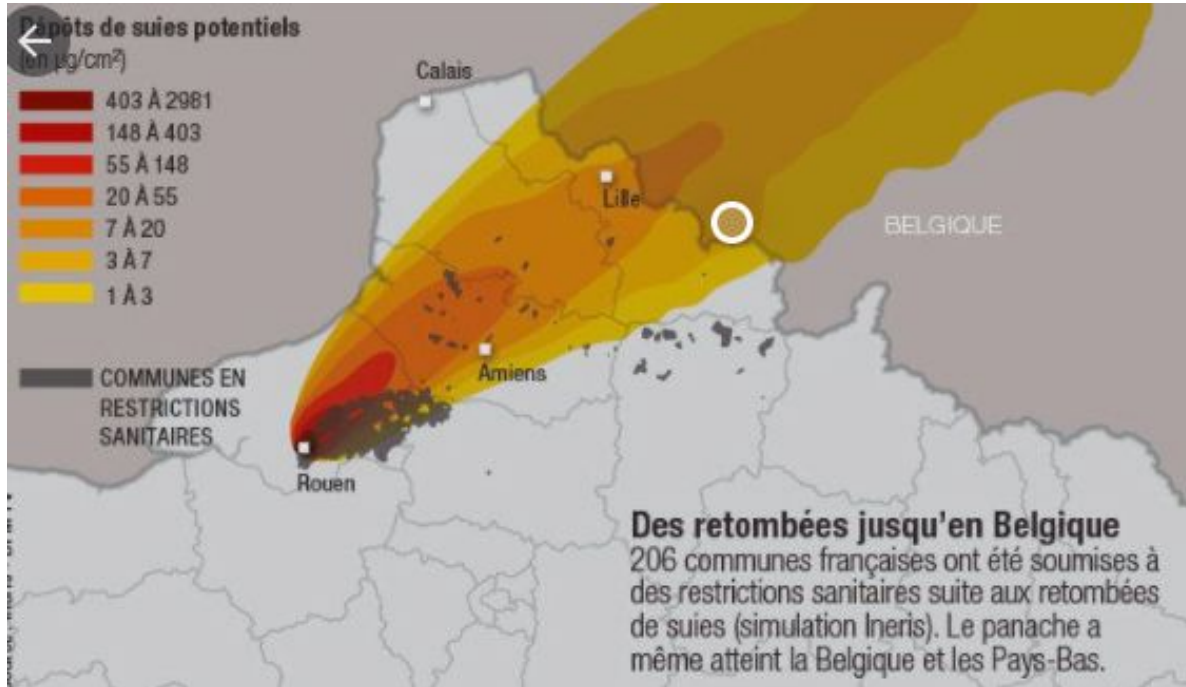 Dépôts de suies potentiels
(en µg/cm²)
403 À 2981
148 À 403
55 À 148
20 À 55
7 À 20
3 À 7
1 À 3
COMMUNES EN
RESTRICTIONS
SANITAIRES
Calais
Lille
BELGIQUE
Amiens
Rouen
Des retombées jusqu'en Belgique
206 communes françaises ont été soumises à
des restrictions sanitaires suite aux retombées
de suies (simulation Ineris). Le panache a
même atteint la Belgique et les Pays-Bas.